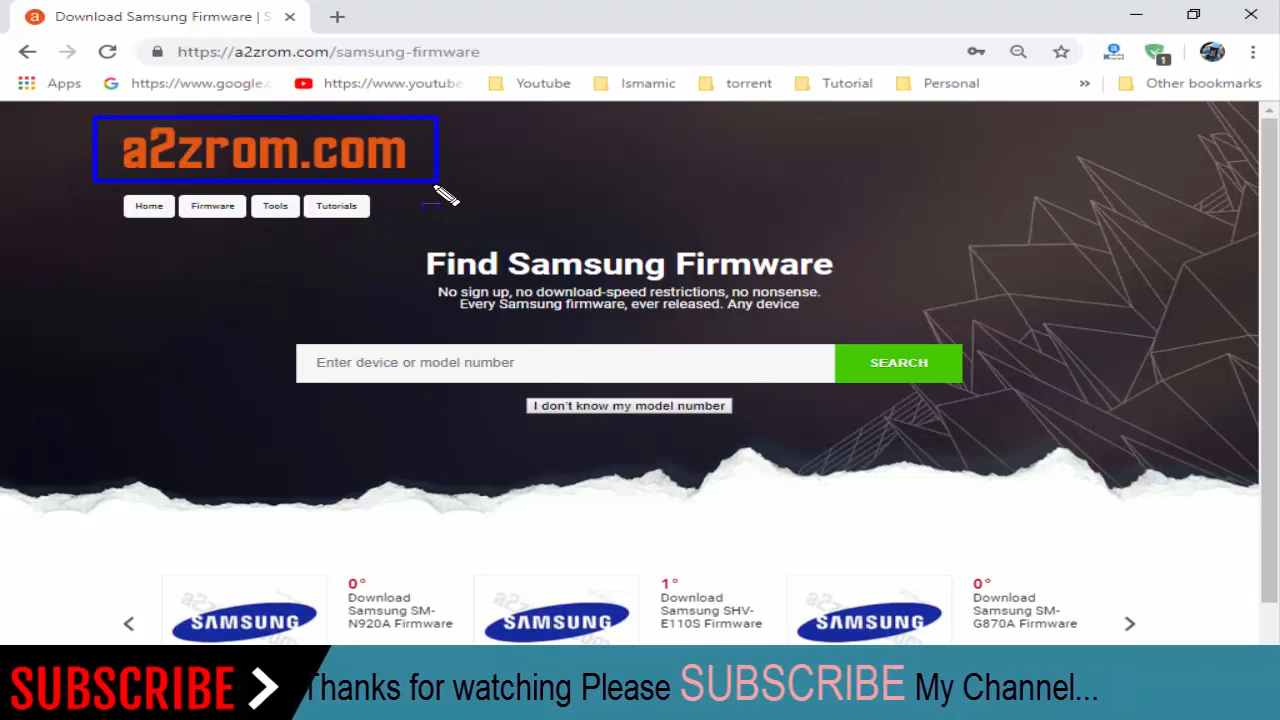 Download Samsung Firmware | S
https://a2zrom.com/samsung-firmware
1
Apps
https://www.google.c
https://www.youtube
Youtube
Ismamic
torrent
Tutorial
Personal
»
Other bookmarks
a2zrom.com
Home
Firmware
Tools
Tutorials
Find Samsung Firmware
No sign up, no download-speed restrictions, no nonsense.
Every Samsung firmware, ever released. Any device
Enter device or model number
SEARCH
I don't know my model number
SAMSUNG
0°
Download
Samsung SM-
N920A Firmware
SAMSUNG
1°
Download
Samsung SHV-
E110S Firmware
SAMSUNG
0°
Download
Samsung SM-
G870A Firmware
SUBSCRIBE
Thanks for watching Please SUBSCRIBE My Channel...